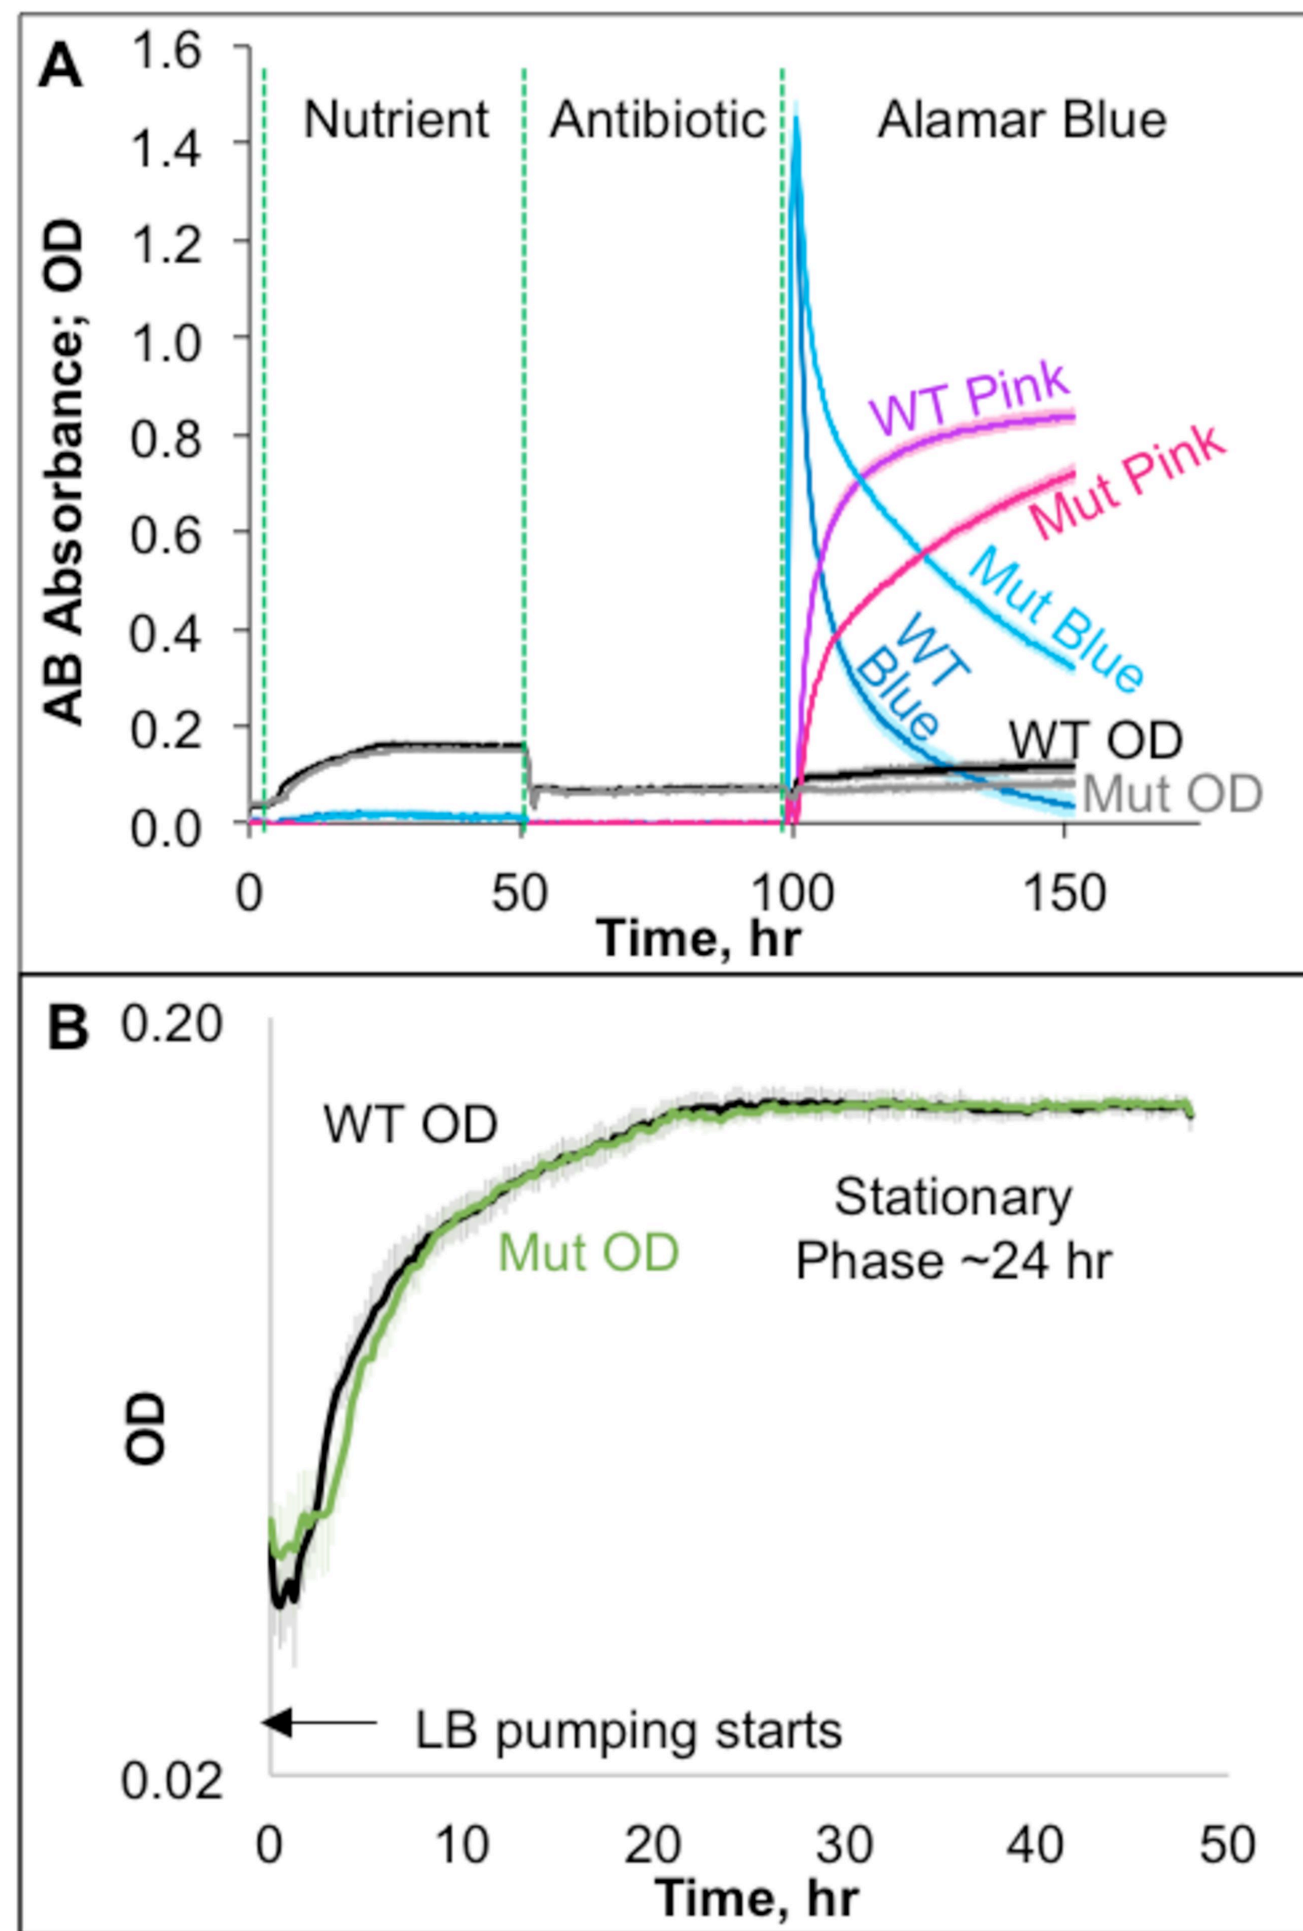 A
1.6
1.4
1.2
1.0
0.8
0.6
0.4
0.2
0.0
AB Absorbance; OD
Nutrient
Antibiotic
Alamar Blue
WT Pink
Mut Pink
Mut Blue
WT
Blue
WT OD
Mut OD
0
50
100
150
Time, hr
B
0.20
0.02
OD
WT OD
Mut OD
Stationary
Phase ~24 hr
LB pumping starts
0
10
20
30
40
50
Time, hr